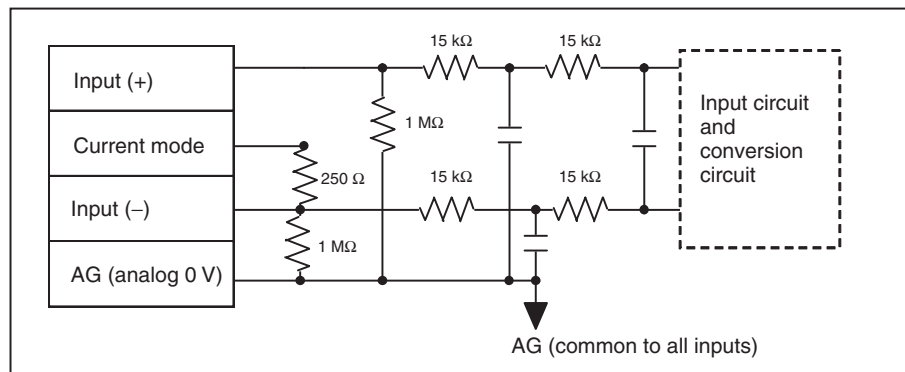 Input (+)
Current mode
Input (−)
AG (analog 0 V)
15 kΩ
15 kΩ
1 MΩ
250 Ω
15 kΩ
15 kΩ
1 MΩ
Input circuit
and
conversion
circuit
AG (common to all inputs)